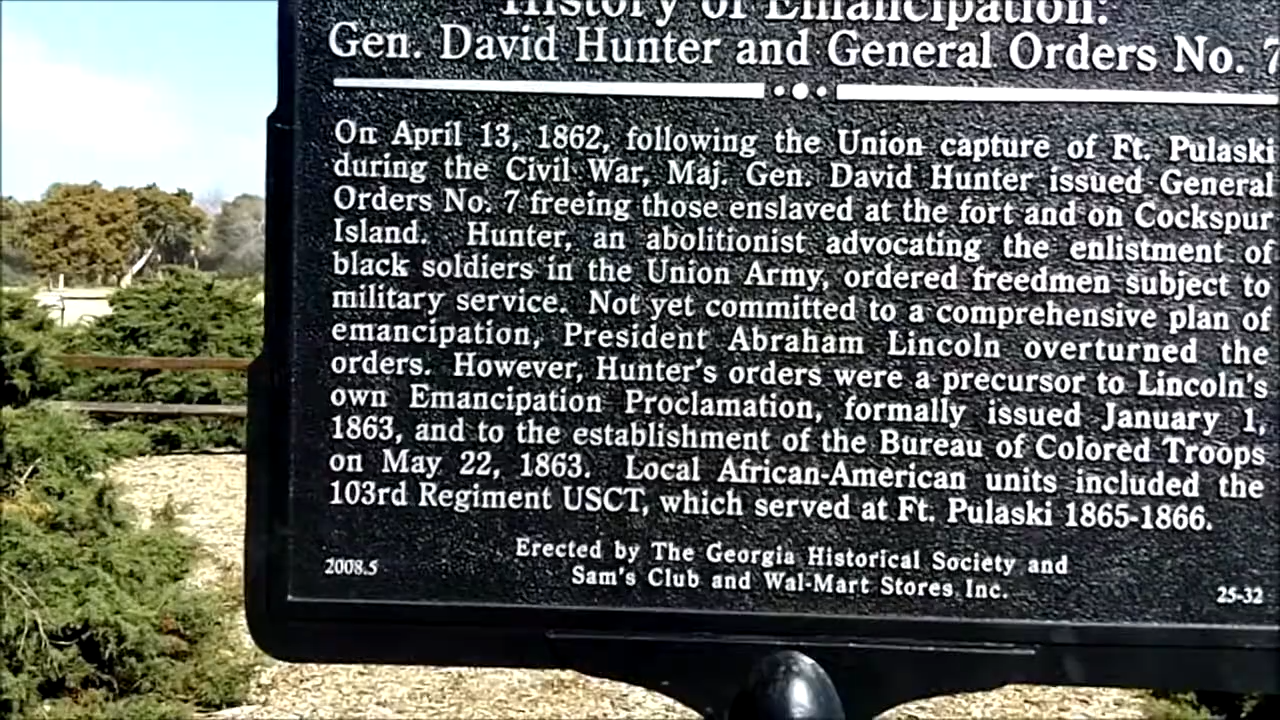 History of Emancipation:
Gen. David Hunter and General Orders No. 7
On April 13, 1862, following the Union capture of Ft. Pulaski
during the Civil War, Maj. Gen. David Hunter issued General
Orders No. 7 freeing those enslaved at the fort and on Cockspur
Island. Hunter, an abolitionist advocating the enlistment of
black soldiers in the Union Army, ordered freedmen subject to
military service. Not yet committed to a comprehensive plan of
emancipation, President Abraham Lincoln overturned the
orders. However, Hunter's orders were a precursor to Lincoln's
own Emancipation Proclamation, formally issued January 1,
1863, and to the establishment of the Bureau of Colored Troops
on May 22, 1863. Local African-American units included the
103rd Regiment USCT, which served at Ft. Pulaski 1865-1866.
Erected by The Georgia Historical Society and
Sam's Club and Wal-Mart Stores, Inc.
2008.5
25-32